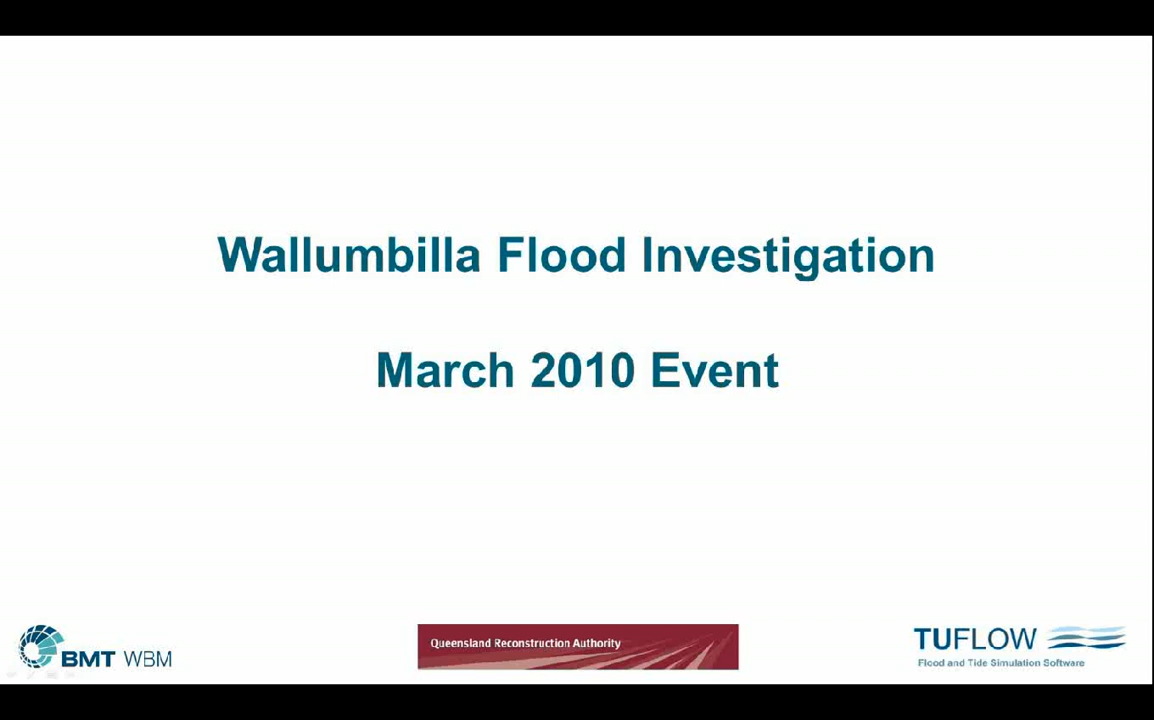 Wallumbilla Flood Investigation
March 2010 Event
BMT WBM
Queensland Reconstruction Authority
TUFLOW
Flood and Tide Simulation Software